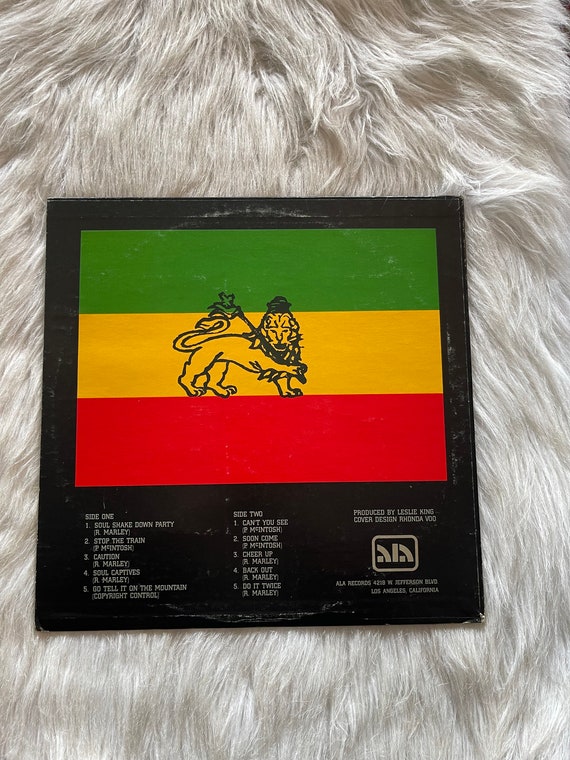 SIDE ONE
1. SOUL SHAKE DOWN PARTY
(R. MARLEY)
2. STOP THE TRAIN
(P. McINTOSH)
3. CAUTION
(R. MARLEY)
4. SOUL CAPTIVES
(R. MARLEY)
5. GO TELL IT ON THE MOUNTAIN
(COPYRIGHT CONTROL)
SIDE TWO
1. CAN'T YOU SEE
(P. McINTOSH)
2. SOON COME
(P. McINTOSH)
3. CHEER UP
(R. MARLEY)
4. BACK OUT
(R. MARLEY)
5. DO IT TWICE
(R. MARLEY)
PRODUCED BY LESLIE KING
COVER DESIGN RHONDA VOO
ALA
ALA RECORDS 4219 W. JEFFERSON BLVD.
LOS ANGELES, CALIFORNIA